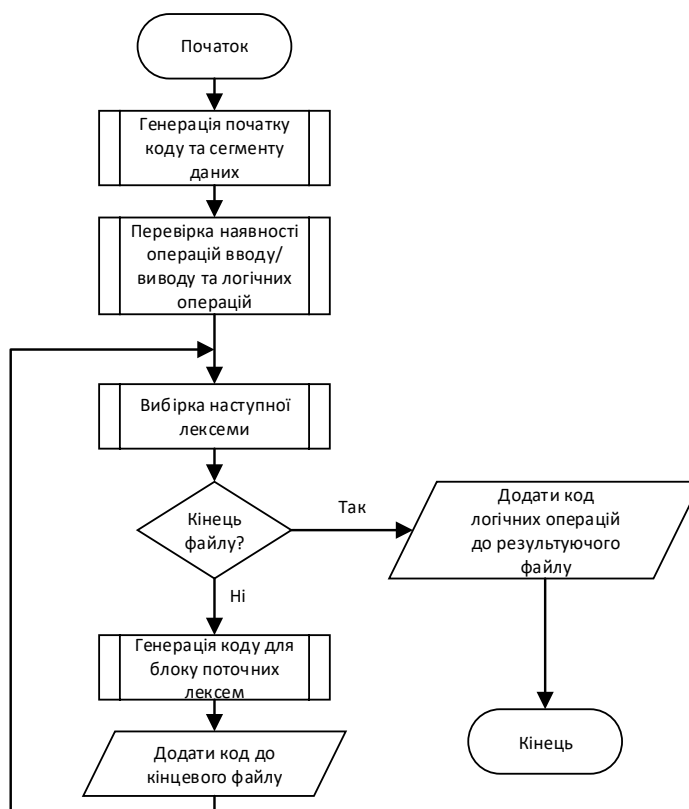 Початок
Генерація початку
коду та сегменту
даних
Перевірка наявності
операцій вводу/
виводу та логічних
операцій
Вибірка наступної
лексеми
Кінець
файлу?
Так
Додати код
логічних операцій
до результуючого
файлу
Ні
Генерація коду для
блоку поточних
лексем
Додати код до
кінцевого файлу
Кінець